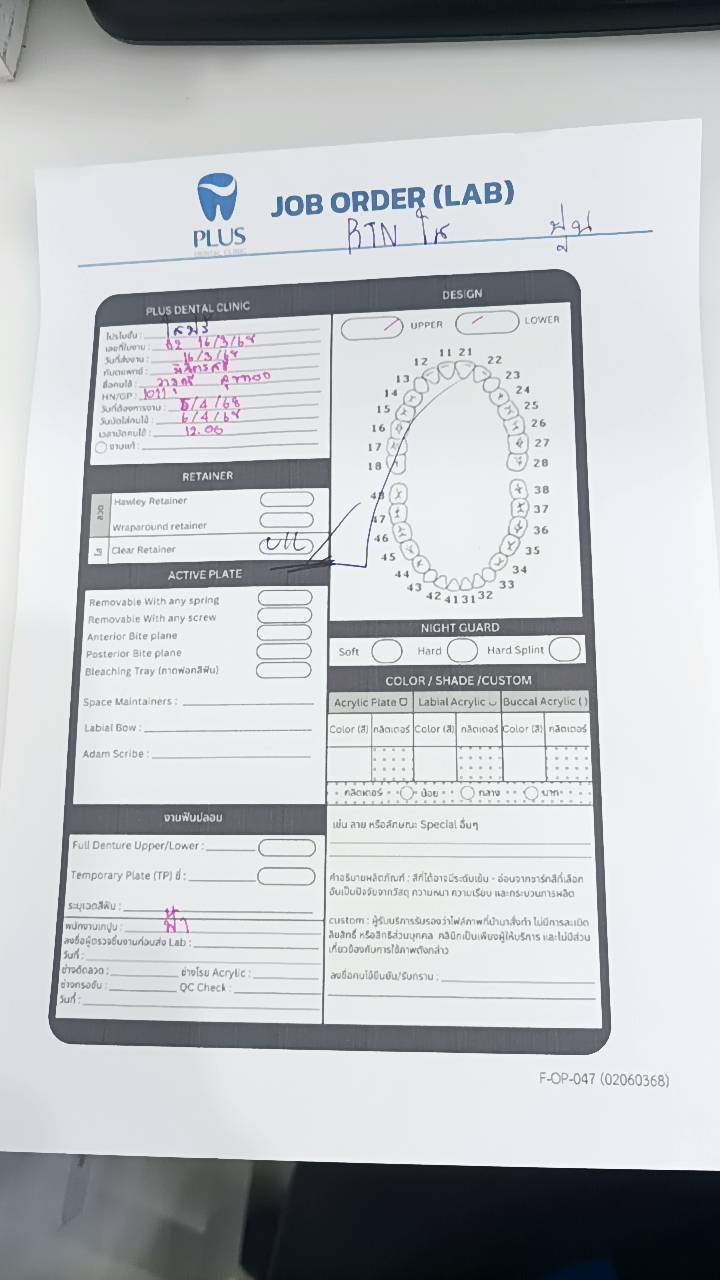 PLUS
DENTAL CLINIC
JOB ORDER (LAB)
RTN ใส
PLUS DENTAL CLINIC
โปรโมชั่น :
เลขที่ใบงาน : 16/3/68
วันที่ส่งงาน : 16/3/68
ทันตแพทย์ :
ชื่อคนไข้ :
HN/GP :
วันที่ต้องการงาน : 5/4/68
วันนัดใส่คนไข้ : 6/4/68
เวลานัดคนไข้ : 12.00
งานแก้ :
RETAINER
ลวด
Hawley Retainer
Wraparound retainer
ใส
Clear Retainer
U/L
ACTIVE PLATE
Removable With any spring
Removable With any screw
Anterior Bite plane
Posterior Bite plane
Bleaching Tray (ถาดฟอกสีฟัน)
Space Maintainers :
Labial Bow :
Adam Scribe :
งานฟันปลอม
Full Denture Upper/Lower :
Temporary Plate (TP) ซี่ :
ระบุเฉดสีฟัน :
พนักงานเทปูน :
ลงชื่อผู้ตรวจชิ้นงานก่อนส่ง Lab :
วันที่ :
ช่างดัดลวด : ช่างโรย Acrylic :
ช่างกรอขัด : QC Check :
วันที่ :
DESIGN
UPPER LOWER
11 21
12 22
13 23
14 24
15 25
16 26
17 27
18 28
48 38
47 37
46 36
45 35
44 34
43 33
42 41 31 32
NIGHT GUARD
Soft Hard Hard Splint
COLOR / SHADE /CUSTOM
Acrylic Plate Labial Acrylic Buccal Acrylic ( )
Color (สี) กลิตเตอร์ Color (สี) กลิตเตอร์ Color (สี) กลิตเตอร์
กลิตเตอร์ น้อย กลาง มาก
เช่น ลาย หรือลักษณะ Special อื่นๆ
คำอธิบายผลิตภัณฑ์ : สีที่ได้อาจมีระดับเข้ม - อ่อนจากชาร์ตสีที่เลือก
อันเป็นปัจจัยจากวัสดุ ความหนา ความเรียบ และกระบวนการผลิต
custom : ผู้รับบริการรับรองว่าไฟล์ภาพที่นำมาสั่งทำ ไม่มีการละเมิด
ลิขสิทธิ์ หรือสิทธิส่วนบุคคล คลินิกเป็นเพียงผู้ให้บริการ และไม่มีส่วน
เกี่ยวข้องกับการใช้ภาพดังกล่าว
ลงชื่อคนไข้ยืนยัน/รับทราบ :
F-OP-047 (02060368)